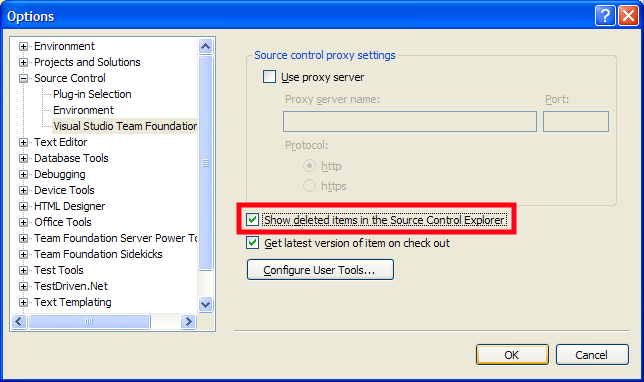 Options
Environment
Projects and Solutions
Source Control
Plug-in Selection
Environment
Visual Studio Team Foundation
Text Editor
Database Tools
Debugging
Device Tools
HTML Designer
Office Tools
Team Foundation Server Power To
Team Foundation Sidekicks
Test Tools
TestDriven.Net
Text Templating
Source control proxy settings
Use proxy server
Proxy server name:
Port:
Protocol:
http
https
Show deleted items in the Source Control Explorer
Get latest version of item on check out
Configure User Tools...
OK
Cancel